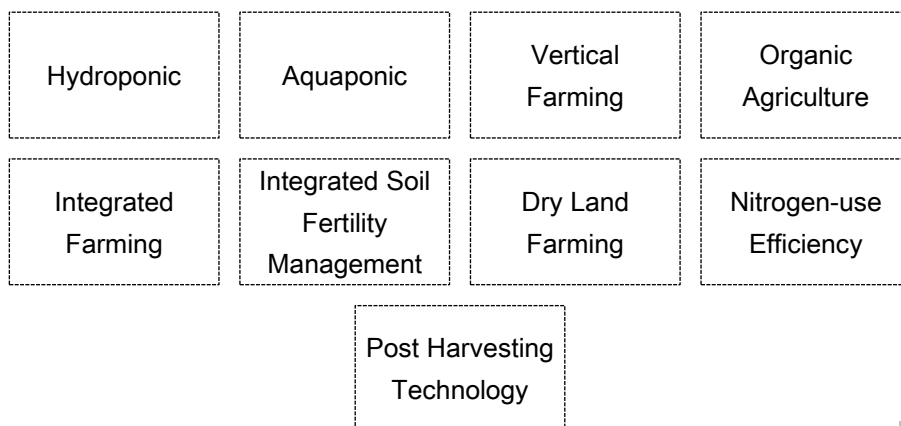 Hydroponic
Aquaponic
Vertical
Farming
Organic
Agriculture
Integrated
Farming
Integrated Soil
Fertility
Management
Dry Land
Farming
Nitrogen-use
Efficiency
Post Harvesting
Technology